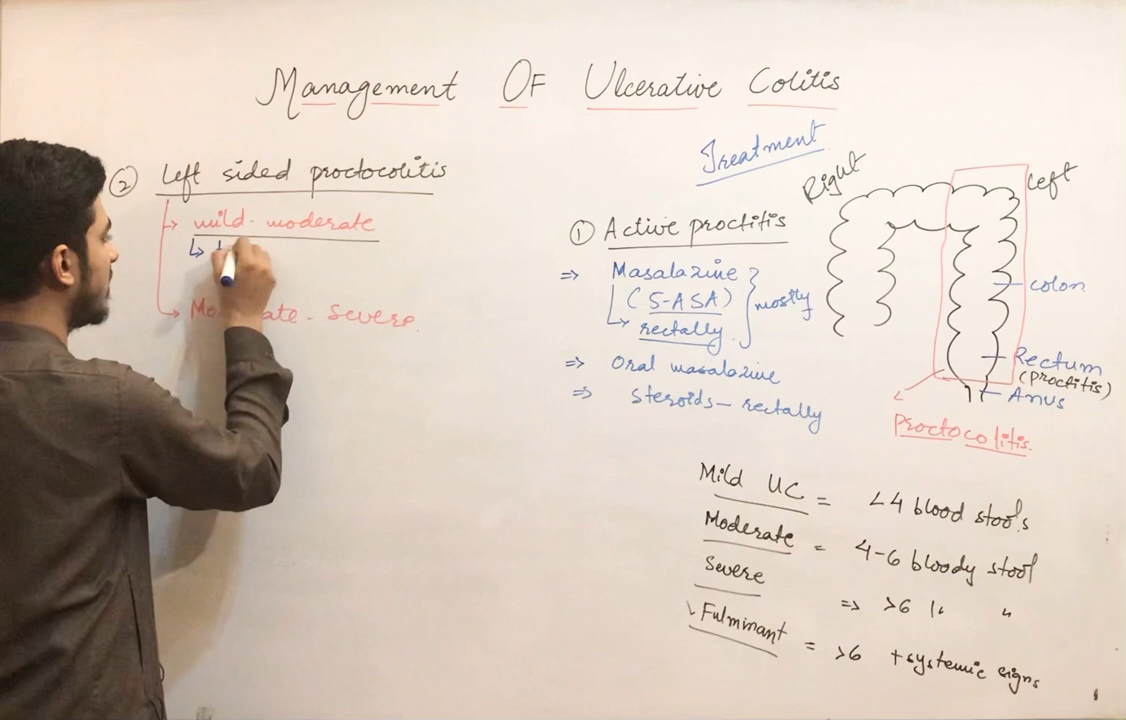 Management OF Ulcerative Colitis
② Left sided proctocolitis
mild - moderate
Severe
Treatment
① Active proctitis
⇒ Masalazine
(5-ASA)
rectally
mostly
⇒ Oral masalazine
⇒ Steroids - rectally
Right
Left
colon
Rectum
(Proctitis)
Anus
Proctocolitis.
Mild UC = <4 blood stools
Moderate = 4-6 bloody stool
Severe ⇒ >6 " "
Fulminant = >6 + systemic signs